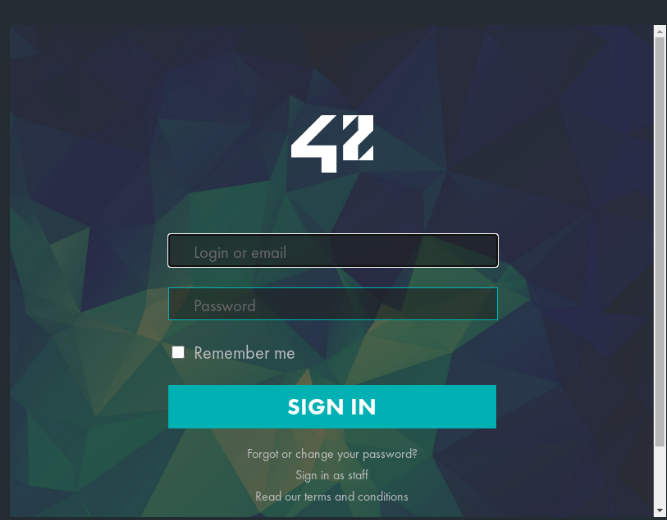 42
Login or email
Password
Remember me
SIGN IN
Forgot or change your password?
Sign in as staff
Read our terms and conditions